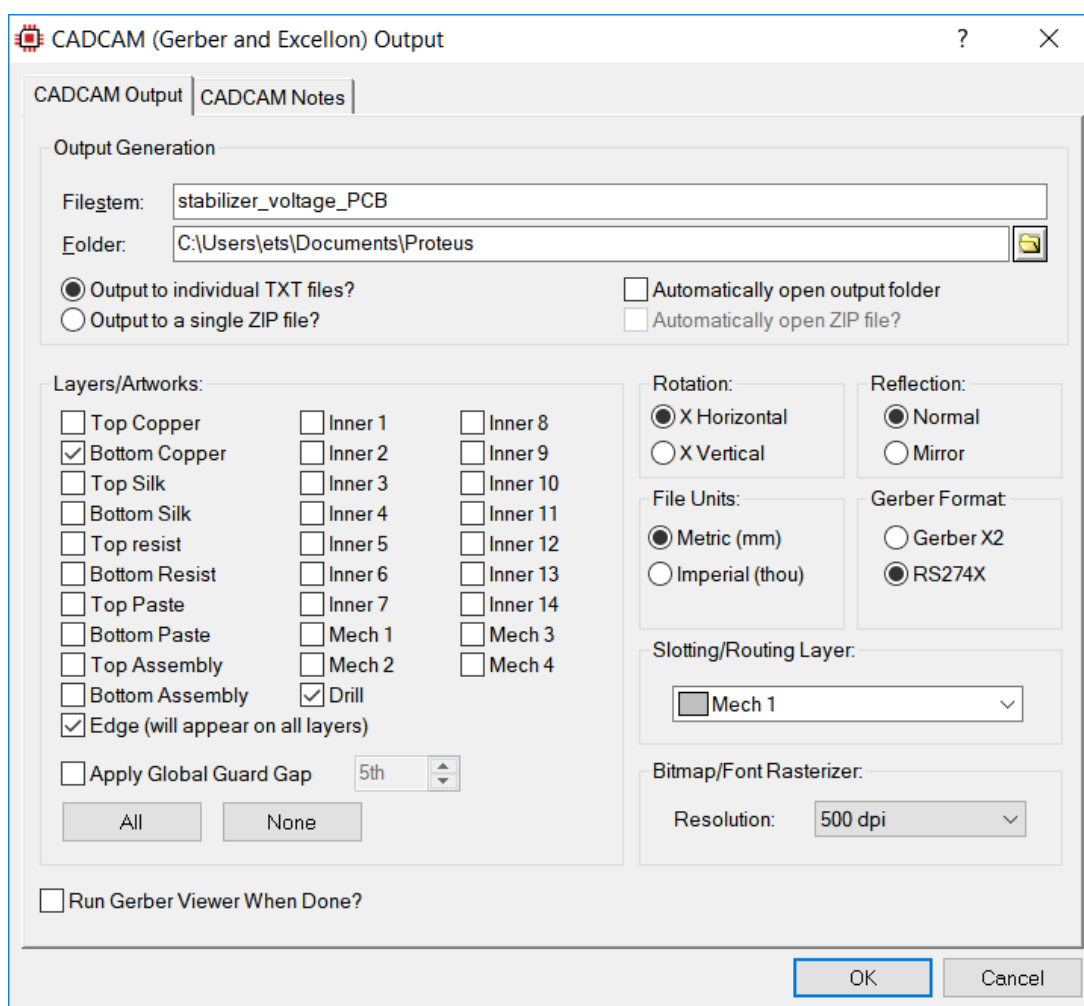 CADCAM (Gerber and Excellon) Output
?
CADCAM Output
CADCAM Notes
Output Generation
Filestem: stabilizer_voltage_PCB
Folder: C:\Users\ets\Documents\Proteus
Output to individual TXT files?
Automatically open output folder
Output to a single ZIP file?
Automatically open ZIP file?
Layers/Artworks:
Top Copper Inner 1 Inner 8
Bottom Copper Inner 2 Inner 9
Top Silk Inner 3 Inner 10
Bottom Silk Inner 4 Inner 11
Top resist Inner 5 Inner 12
Bottom Resist Inner 6 Inner 13
Top Paste Inner 7 Inner 14
Bottom Paste Mech 1 Mech 3
Top Assembly Mech 2 Mech 4
Bottom Assembly Drill
Edge (will appear on all layers)
Apply Global Guard Gap 5th
All None
Rotation:
X Horizontal
X Vertical
Reflection:
Normal
Mirror
File Units:
Metric (mm)
Imperial (thou)
Gerber Format:
Gerber X2
RS274X
Slotting/Routing Layer:
Mech 1
Bitmap/Font Rasterizer:
Resolution: 500 dpi
Run Gerber Viewer When Done?
OK Cancel